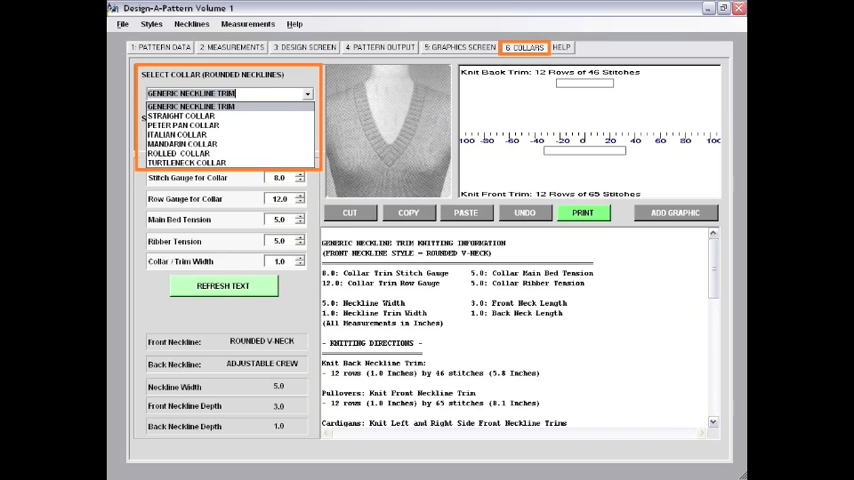 Design-A-Pattern Volume 1
File Styles Necklines Measurements Help
1: PATTERN DATA 2: MEASUREMENTS 3: DESIGN SCREEN 4: PATTERN OUTPUT 5: GRAPHICS SCREEN 6: COLLARS HELP
SELECT COLLAR (ROUNDED NECKLINES)
GENERIC NECKLINE TRIM
GENERIC NECKLINE TRIM
STRAIGHT COLLAR
PETER PAN COLLAR
ITALIAN COLLAR
MANDARIN COLLAR
ROLLED COLLAR
TURTLENECK COLLAR
Stitch Gauge for Collar 8.0
Row Gauge for Collar 12.0
Main Bed Tension 5.0
Ribber Tension 5.0
Collar / Trim Width 1.0
REFRESH TEXT
Front Neckline: ROUNDED V-NECK
Back Neckline: ADJUSTABLE CREW
Neckline Width 5.0
Front Neckline Depth 3.0
Back Neckline Depth 1.0
Knit Back Trim: 12 Rows of 46 Stitches
100 -80 -60 -40 -20 0 20 40 60 80 100
Knit Front Trim: 12 Rows of 65 Stitches
CUT COPY PASTE UNDO PRINT ADD GRAPHIC
GENERIC NECKLINE TRIM KNITTING INFORMATION
(FRONT NECKLINE STYLE = ROUNDED V-NECK)
8.0: Collar Trim Stitch Gauge 5.0: Collar Main Bed Tension
12.0: Collar Trim Row Gauge 5.0: Collar Ribber Tension
5.0: Neckline Width 3.0: Front Neck Length
1.0: Neckline Trim Width 1.0: Back Neck Length
(All Measurements in Inches)
- KNITTING DIRECTIONS -
Knit Back Neckline Trim:
- 12 rows (1.0 Inches) by 46 stitches (5.8 Inches)
Pullovers: Knit Front Neckline Trim
- 12 rows (1.0 Inches) by 65 stitches (8.1 Inches)
Cardigans: Knit Left and Right Side Front Neckline Trims